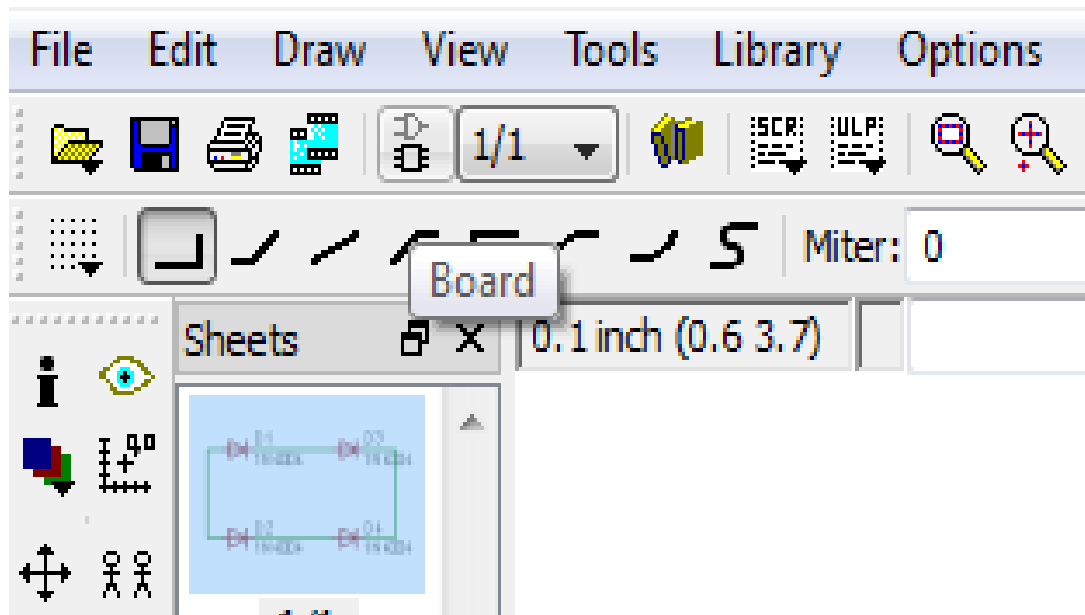 File Edit Draw View Tools Library Options
1/1 SCR ULP
Miter: 0
Board
Sheets 0.1 inch (0.6 3.7)